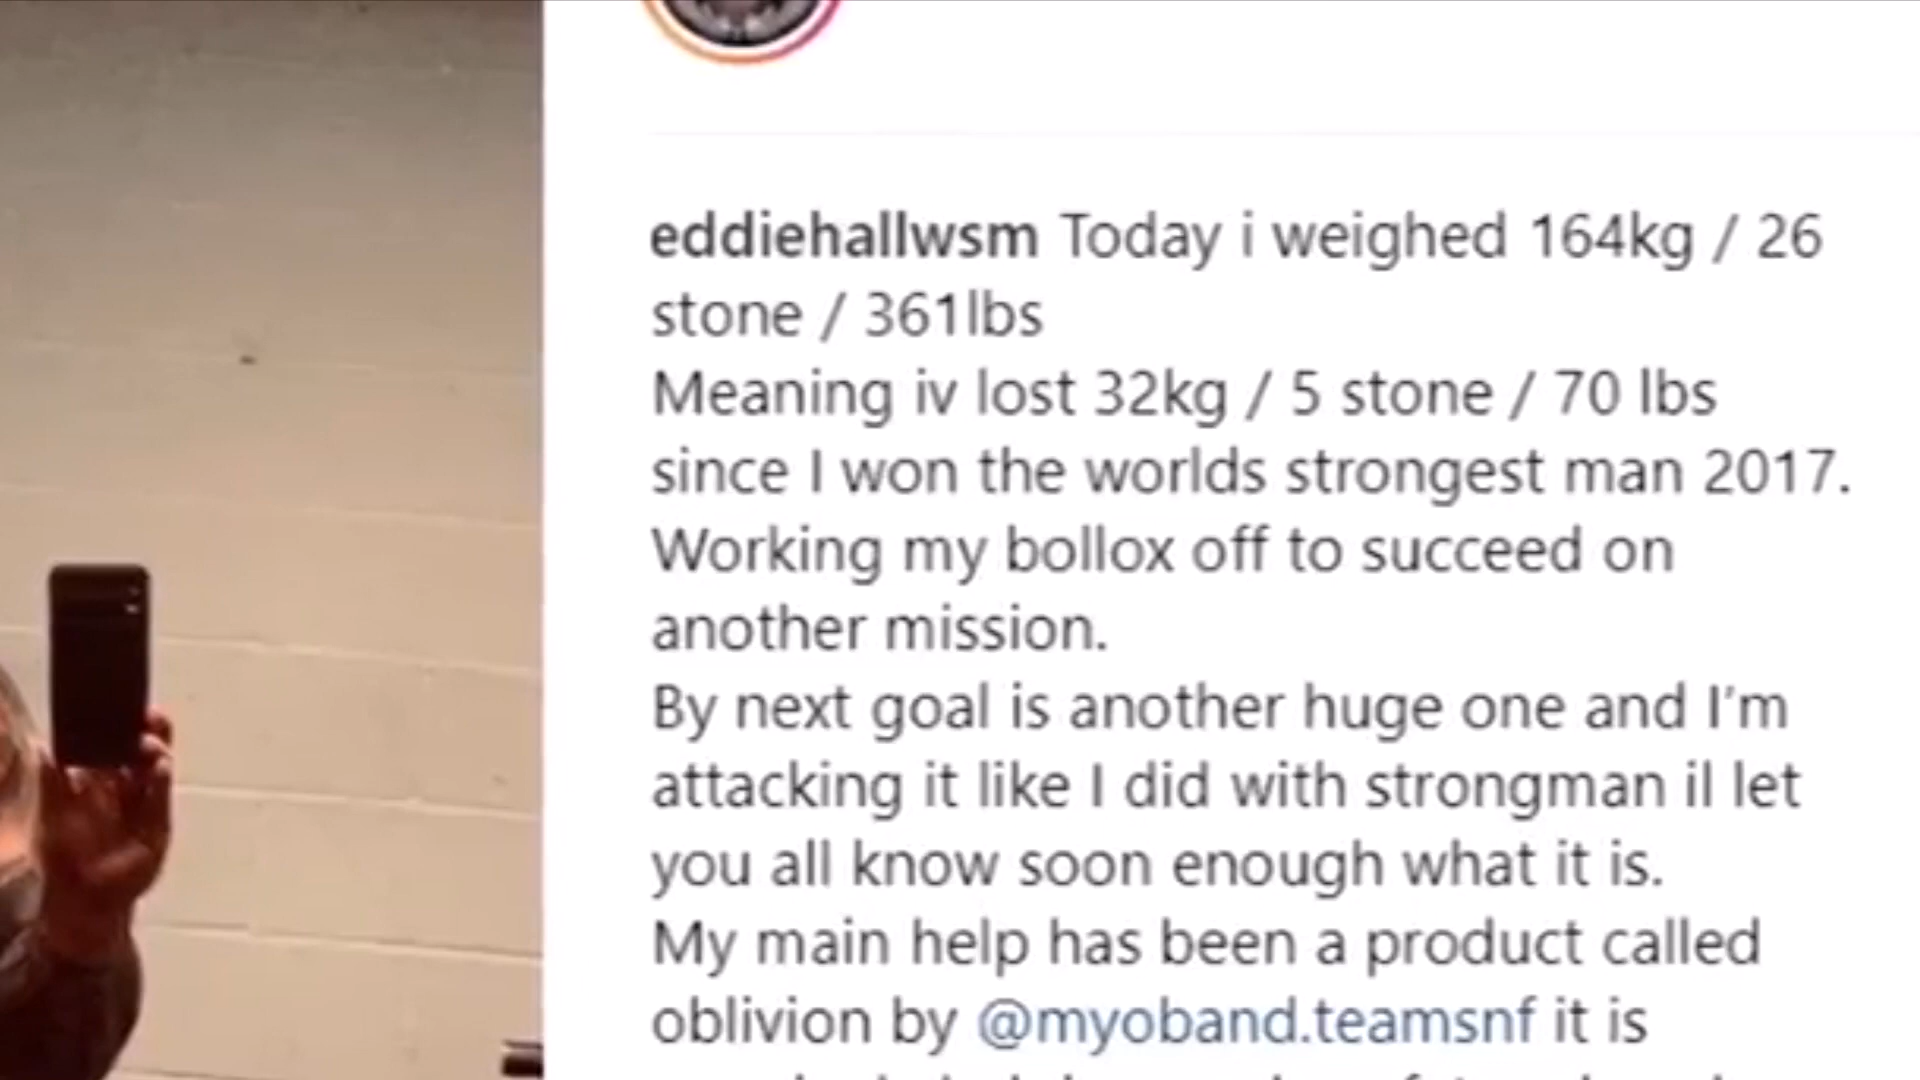 eddiehallwsm Today i weighed 164kg / 26
stone / 361lbs
Meaning iv lost 32kg / 5 stone / 70 lbs
since I won the worlds strongest man 2017.
Working my bollox off to succeed on
another mission.
By next goal is another huge one and I'm
attacking it like I did with strongman il let
you all know soon enough what it is.
My main help has been a product called
oblivion by @myoband.teamsnf it is